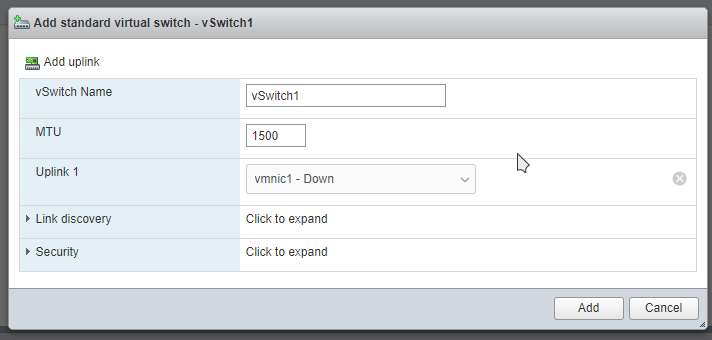 Add standard virtual switch - vSwitch1
Add uplink
vSwitch Name
vSwitch1
MTU
1500
Uplink 1
vmnic1 - Down
Link discovery
Click to expand
Security
Click to expand
Add
Cancel